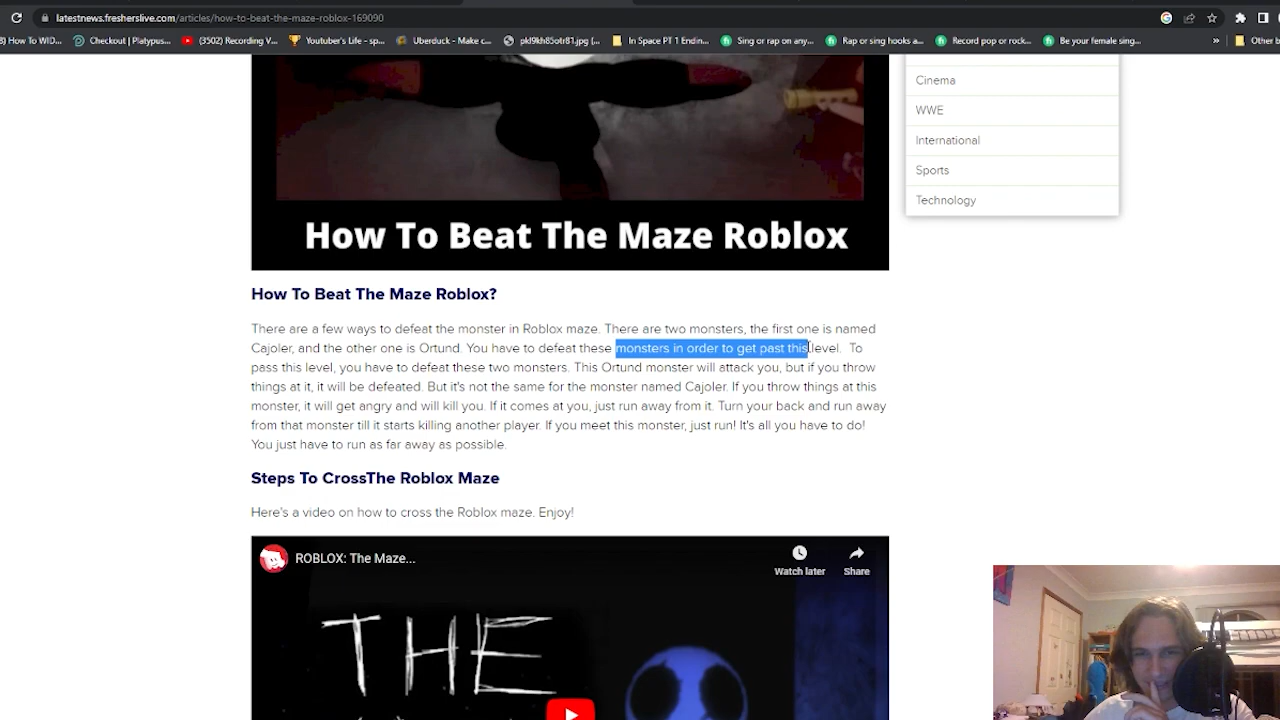 latestnews.fresherslive.com/articles/how-to-beat-the-maze-roblox-169090
8) How To WID... Checkout | Platypus... (3502) Recording V... Youtuber's Life - sp... Uberduck - Make c... pkl9kh85otr81.jpg (... In Space PT 1 Endin... Sing or rap on any... Rap or sing hooks a... Record pop or rock... Be your female sing... » Other b
Cinema
WWE
International
Sports
Technology
How To Beat The Maze Roblox
How To Beat The Maze Roblox?
There are a few ways to defeat the monster in Roblox maze. There are two monsters, the first one is named
Cajoler, and the other one is Ortund. You have to defeat these monsters in order to get past this level. To
pass this level, you have to defeat these two monsters. This Ortund monster will attack you, but if you throw
things at it, it will be defeated. But it's not the same for the monster named Cajoler. If you throw things at this
monster, it will get angry and will kill you. If it comes at you, just run away from it. Turn your back and run away
from that monster till it starts killing another player. If you meet this monster, just run! It's all you have to do!
You just have to run as far away as possible.
Steps To CrossThe Roblox Maze
Here's a video on how to cross the Roblox maze. Enjoy!
ROBLOX: The Maze...
Watch later
Share
THE